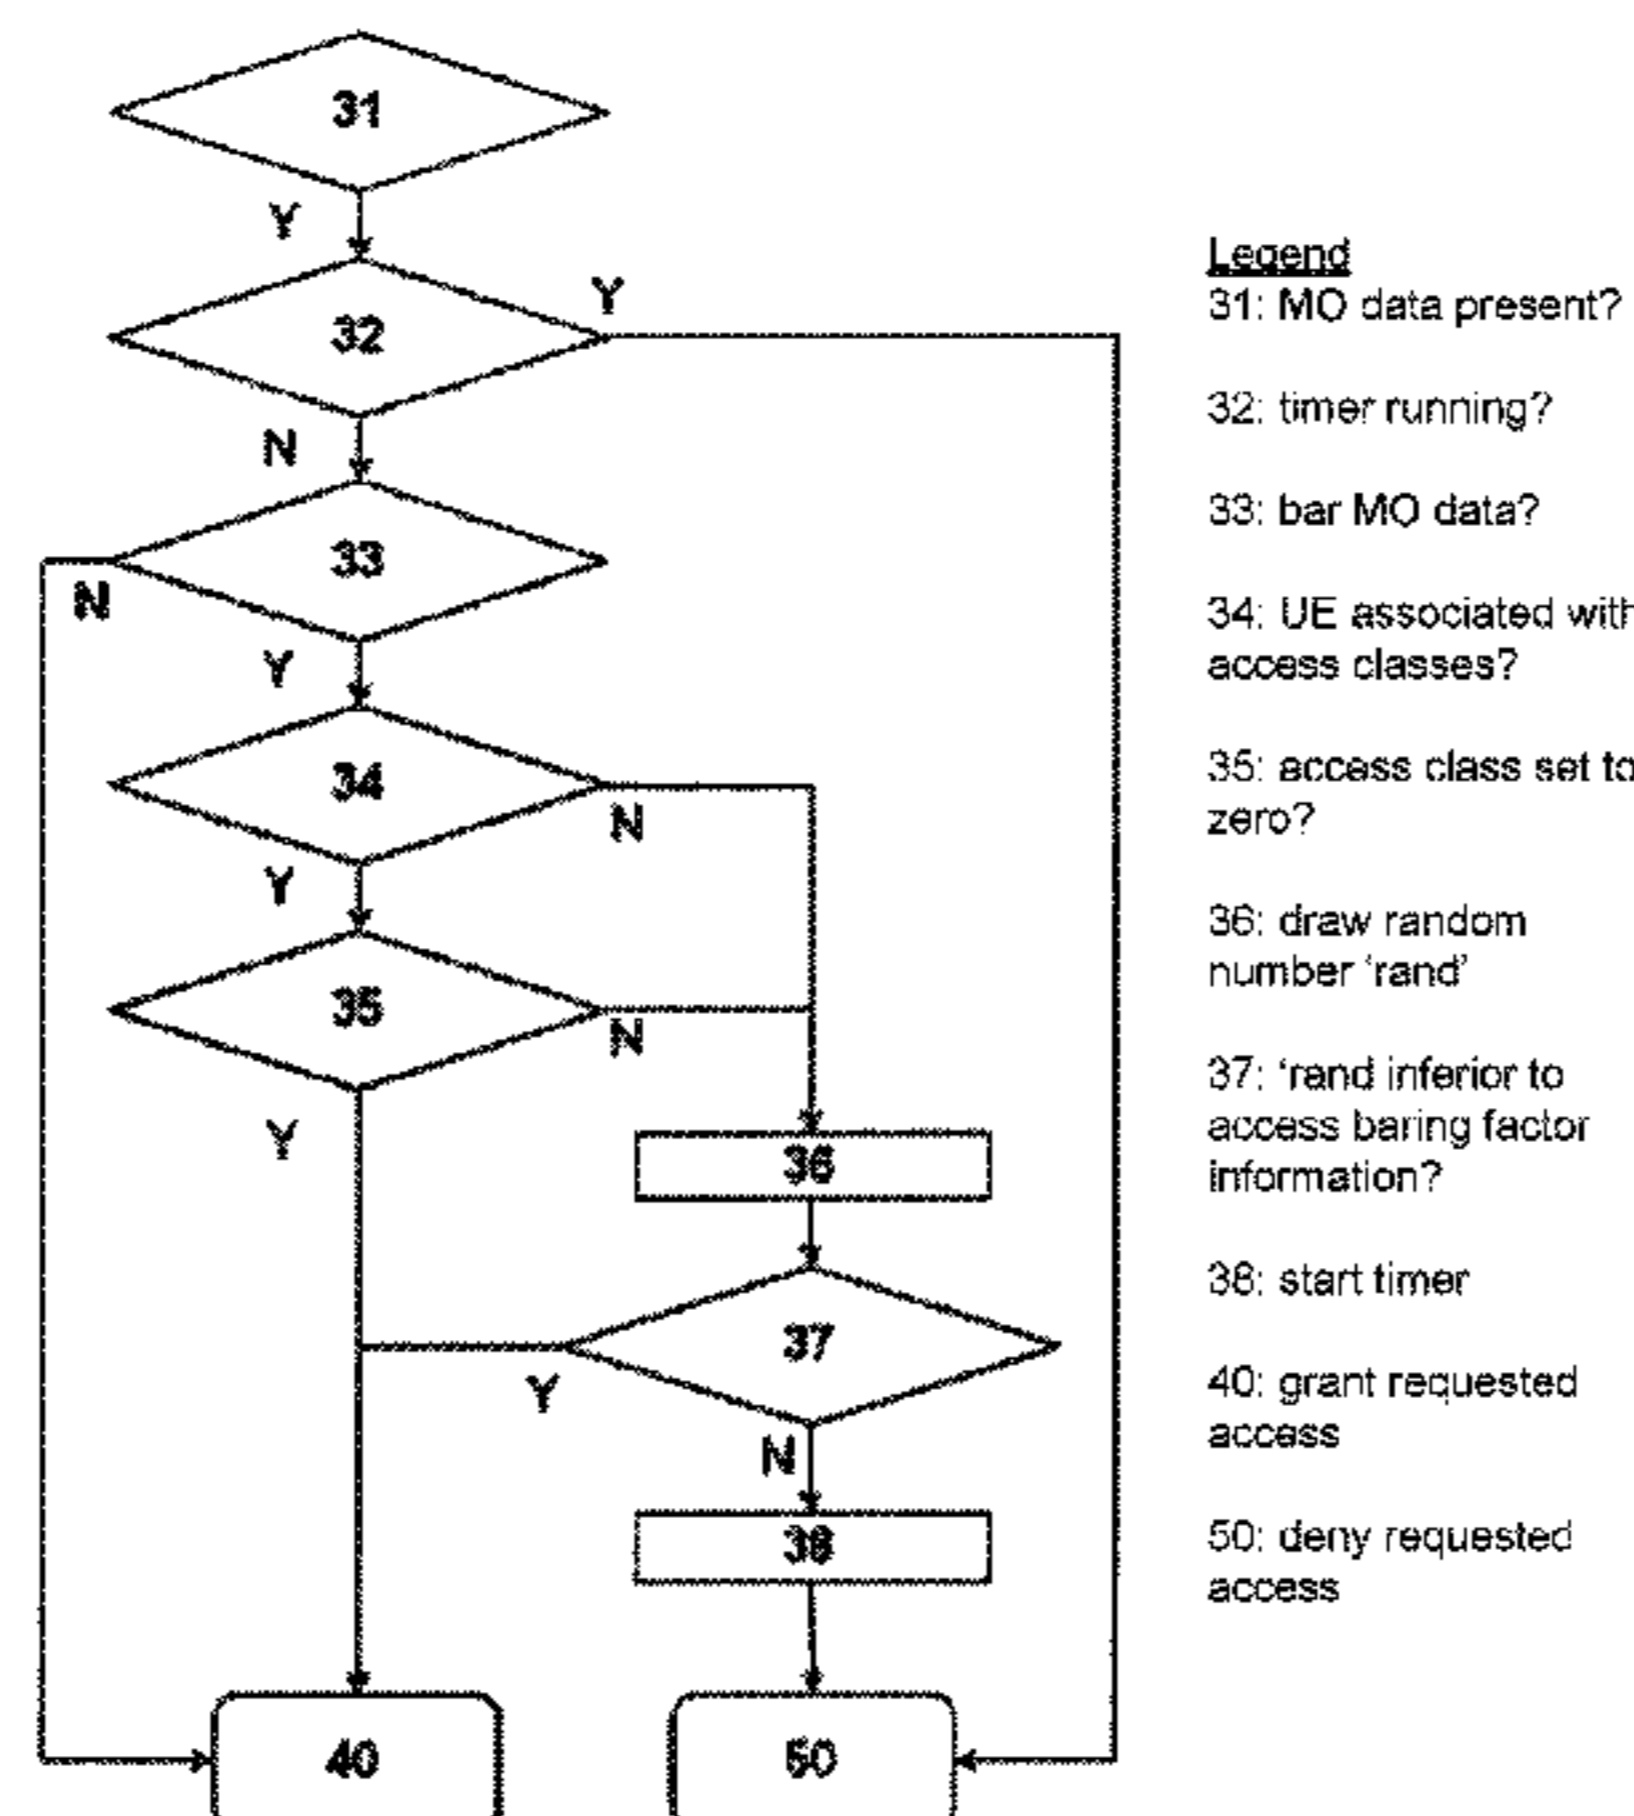 31
Y
32
Y
N
33
N
Y
34
N
Y
35
N
Y
36
37
Y
N
38
40
50
Legend
31: MO data present?
32: timer running?
33: bar MO data?
34: UE associated with
access classes?
35: access class set to
zero?
36: draw random
number ‘rand’
37: ‘rand inferior to
access baring factor
information?
38: start timer
40: grant requested
access
50: deny requested
access